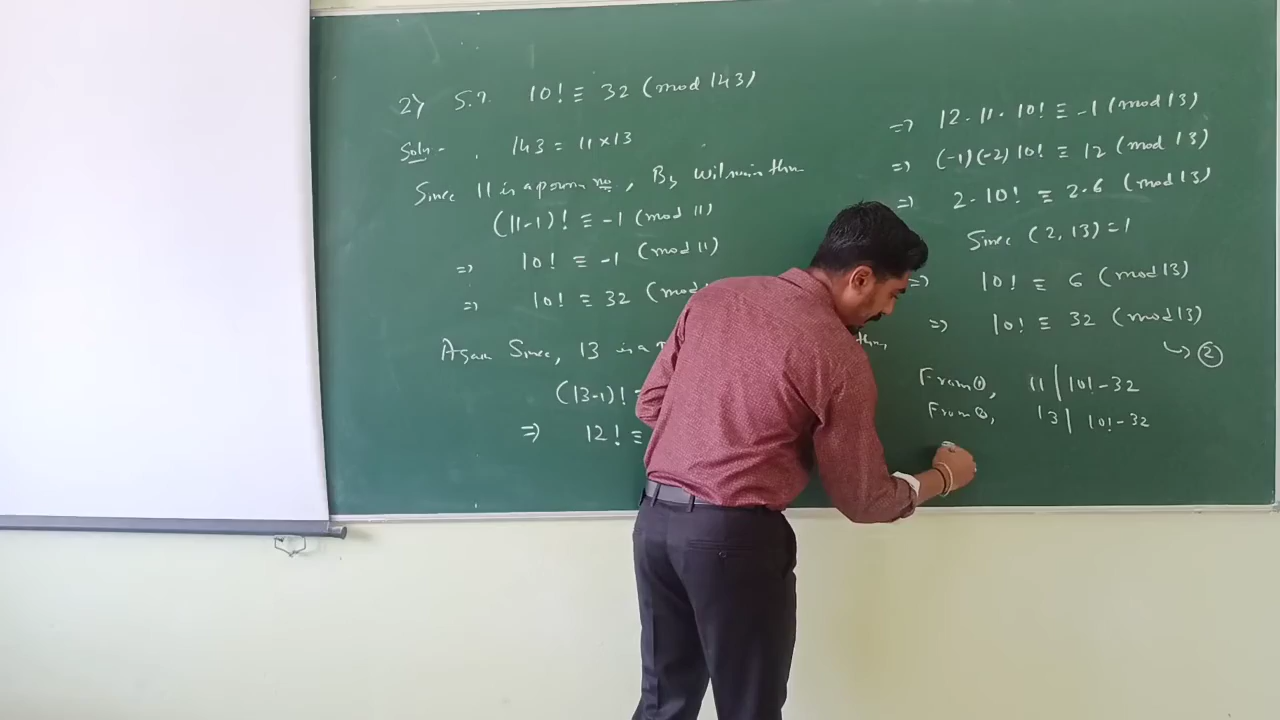 2) S.T. 10! ≡ 32 (mod 143)
Soln - . 143 = 11 × 13
Since 11 is a prim no, By Wilson's thm
(11-1)! ≡ -1 (mod 11)
=> 10! ≡ -1 (mod 11)
=> 10! ≡ 32 (mod
Again Since, 13 is a thm,
(13-1)!
=> 12! ≡
=> 12 · 11 · 10! ≡ -1 (mod 13)
=> (-1)(-2) 10! ≡ 12 (mod 13)
=> 2 · 10! ≡ 2·6 (mod 13)
Since (2, 13) = 1
=> 10! ≡ 6 (mod 13)
=> 10! ≡ 32 (mod 13)
↳ ②
From ①, 11 | 10! - 32
From ②, 13 | 10! - 32